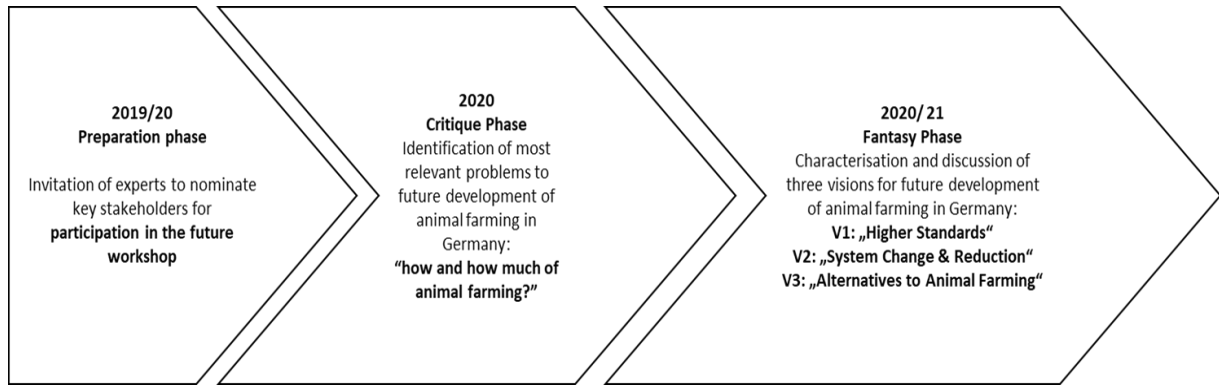 2019/20
Preparation phase
Invitation of experts to nominate
key stakeholders for
participation in the future
workshop
2020
Critique Phase
Identification of most
relevant problems to
future development of
animal farming in
Germany:
“how and how much of
animal farming?”
2020/ 21
Fantasy Phase
Characterisation and discussion of
three visions for future development
of animal farming in Germany:
V1: „Higher Standards“
V2: „System Change & Reduction“
V3: „Alternatives to Animal Farming“